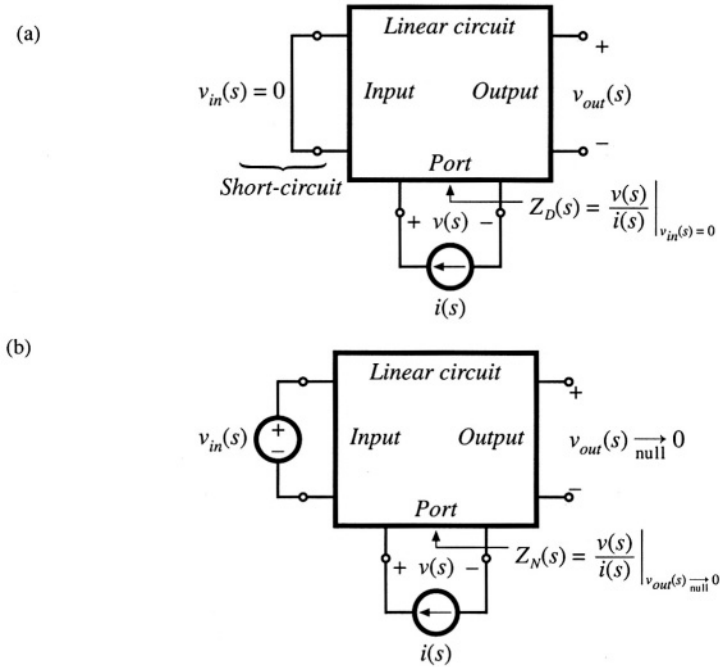 (a)
Linear circuit
+
v_in(s) = 0
Input
Output
v_out(s)
−
Port
Short-circuit
Z_D(s) = v(s)/i(s) |v_in(s) = 0
+ v(s) −
i(s)
(b)
Linear circuit
+
v_in(s)
+
−
Input
Output
v_out(s) → null 0
−
Port
Z_N(s) = v(s)/i(s) |v_out(s) → null 0
+ v(s) −
i(s)